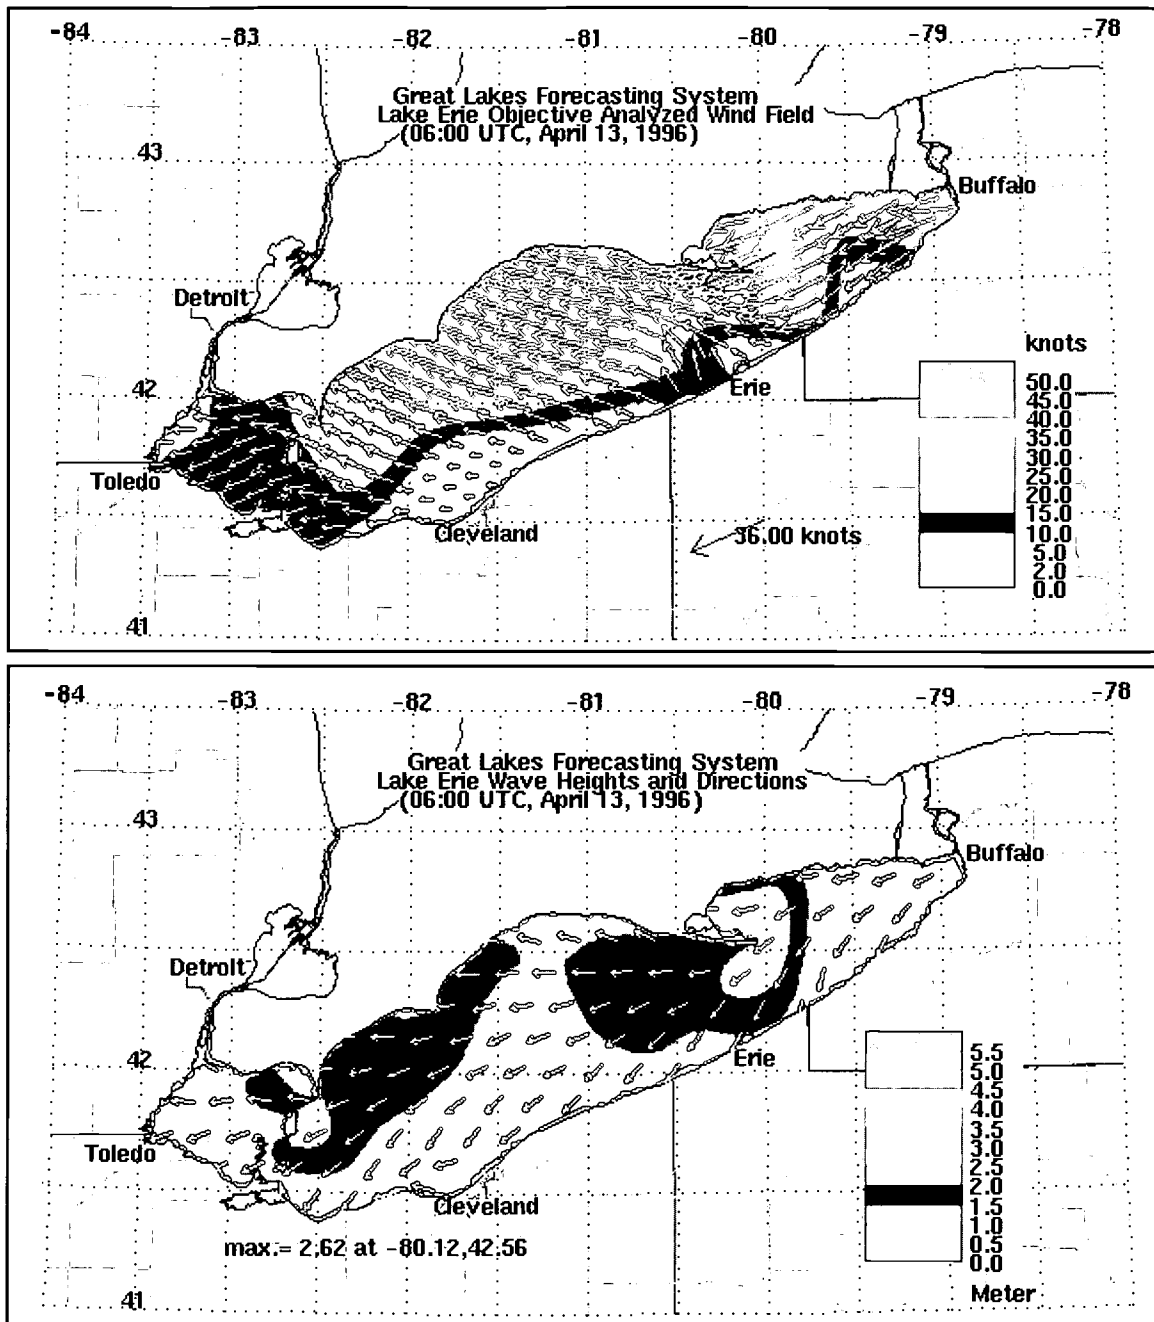 -84 -83 -82 -81 -80 -79 -78
Great Lakes Forecasting System
Lake Erie Objective Analyzed Wind Field
(06:00 UTC, April 13, 1996)
43
Buffalo
Detroit
knots
50.0
45.0
40.0
35.0
30.0
25.0
20.0
15.0
10.0
5.0
2.0
0.0
42
Erie
Toledo
Cleveland
36.00 knots
41
-84 -83 -82 -81 -80 -79 -78
Great Lakes Forecasting System
Lake Erie Wave Heights and Directions
(06:00 UTC, April 13, 1996)
43
Buffalo
Detroit
42
Erie
5.5
5.0
4.5
4.0
3.5
3.0
2.5
2.0
1.5
1.0
0.5
0.0
Toledo
Cleveland
max.= 2.62 at -80.12,42.56
41
Meter